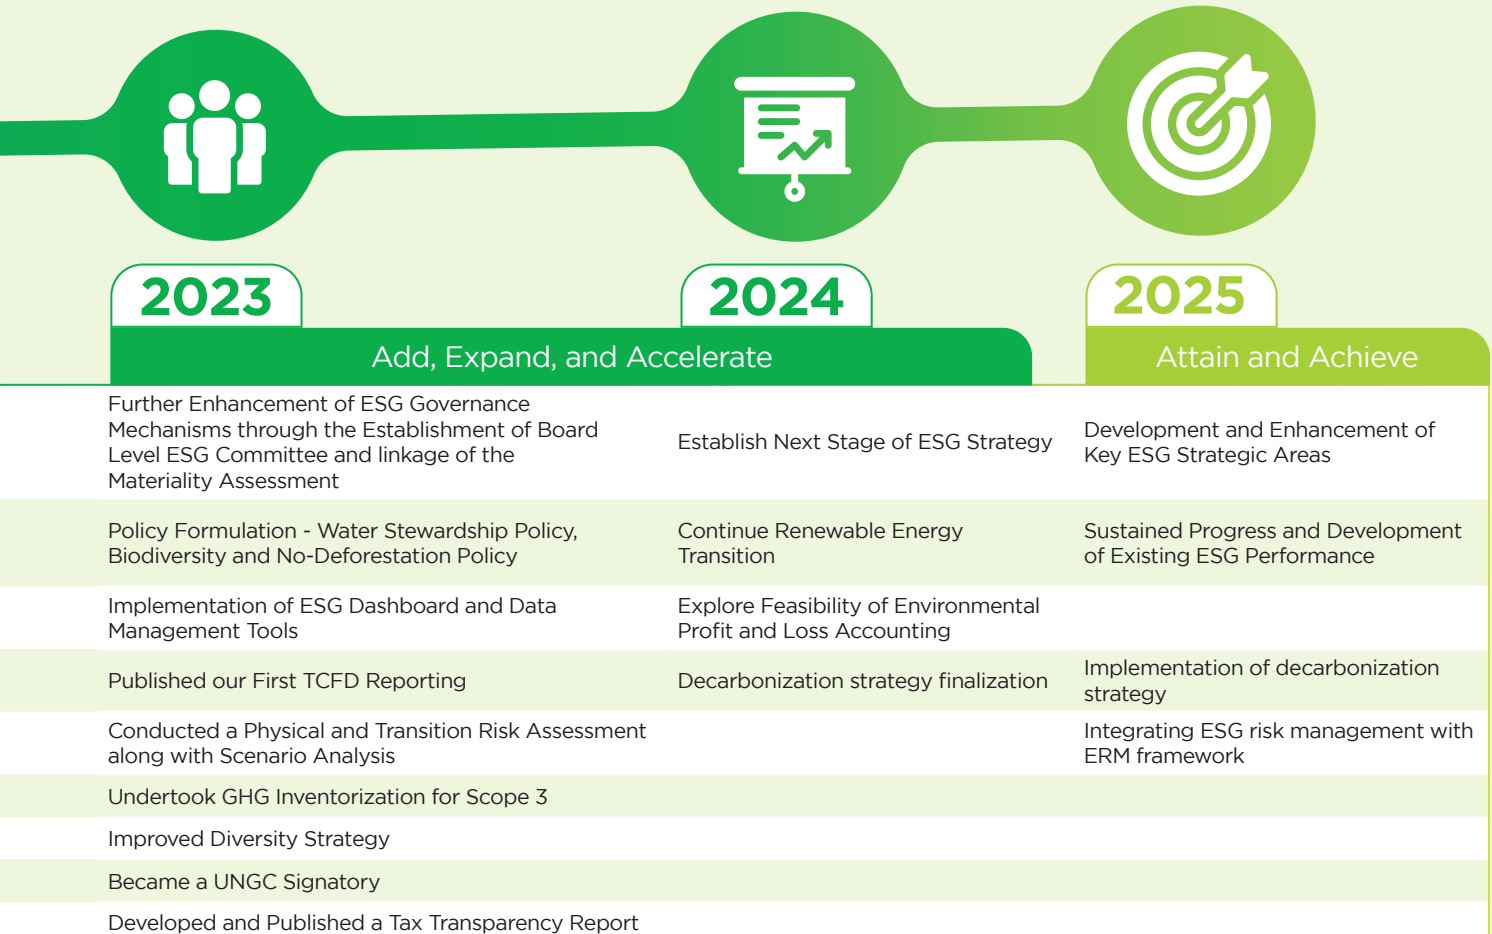 2023
2024
2025
Add, Expand, and Accelerate
Attain and Achieve
Further Enhancement of ESG Governance
Mechanisms through the Establishment of Board
Level ESG Committee and linkage of the
Materiality Assessment
Establish Next Stage of ESG Strategy
Development and Enhancement of
Key ESG Strategic Areas
Policy Formulation - Water Stewardship Policy,
Biodiversity and No-Deforestation Policy
Continue Renewable Energy
Transition
Sustained Progress and Development
of Existing ESG Performance
Implementation of ESG Dashboard and Data
Management Tools
Explore Feasibility of Environmental
Profit and Loss Accounting
Published our First TCFD Reporting
Decarbonization strategy finalization
Implementation of decarbonization
strategy
Conducted a Physical and Transition Risk Assessment
along with Scenario Analysis
Integrating ESG risk management with
ERM framework
Undertook GHG Inventorization for Scope 3
Improved Diversity Strategy
Became a UNGC Signatory
Developed and Published a Tax Transparency Report